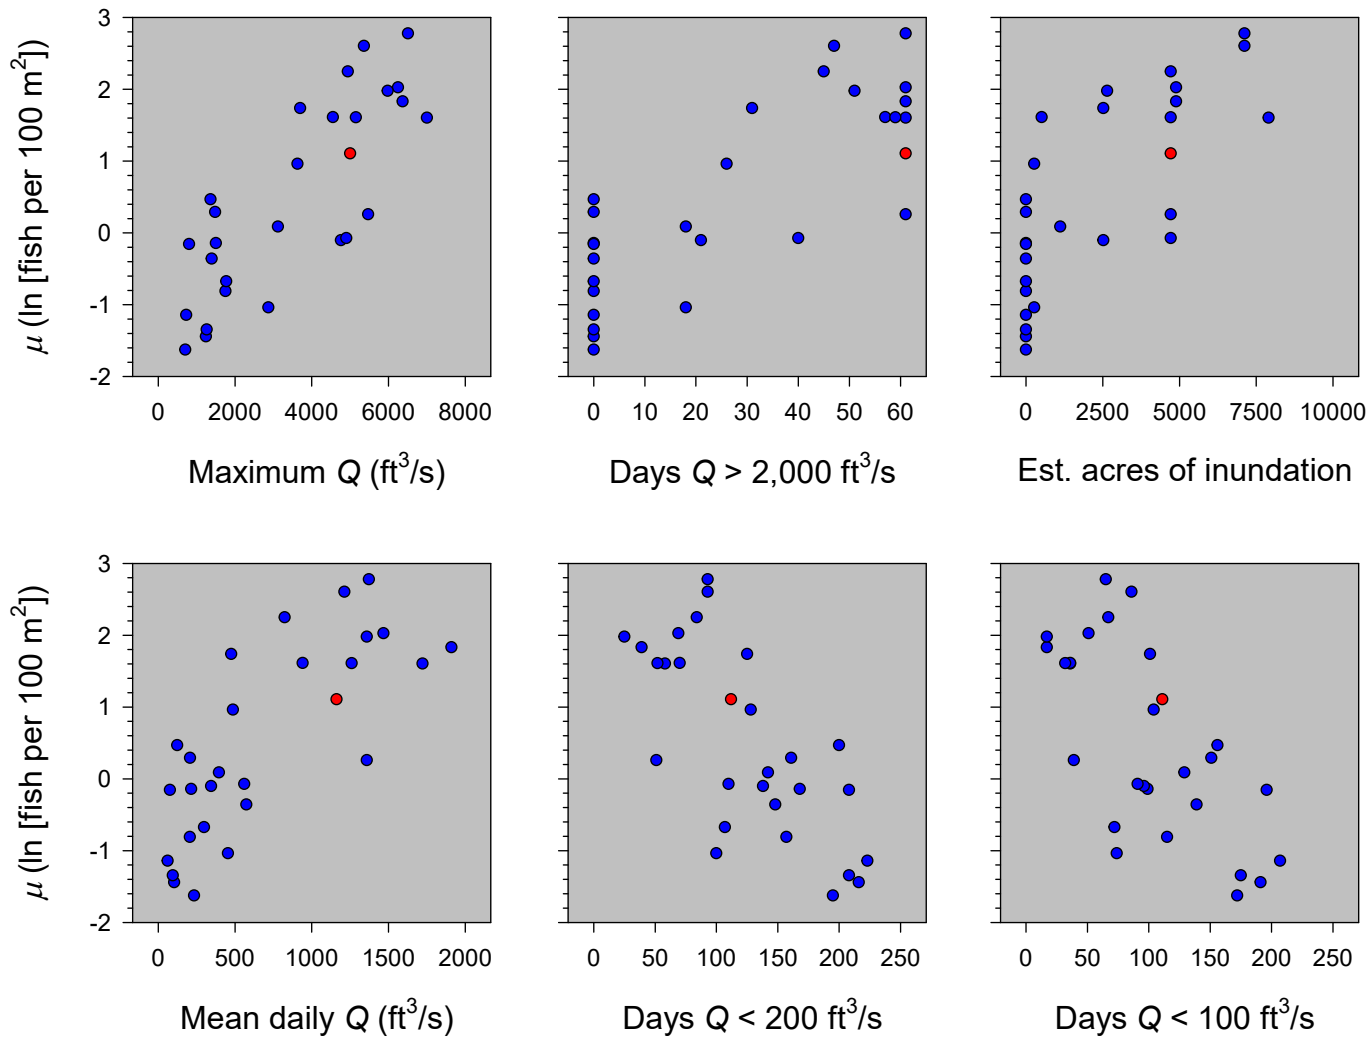 μ (ln [fish per 100 m²])
3
2
1
0
-1
-2
0 2000 4000 6000 8000
0 10 20 30 40 50 60
0 2500 5000 7500 10000
Maximum Q (ft³/s)
Days Q > 2,000 ft³/s
Est. acres of inundation
μ (ln [fish per 100 m²])
3
2
1
0
-1
-2
0 500 1000 1500 2000
0 50 100 150 200 250
0 50 100 150 200 250
Mean daily Q (ft³/s)
Days Q < 200 ft³/s
Days Q < 100 ft³/s